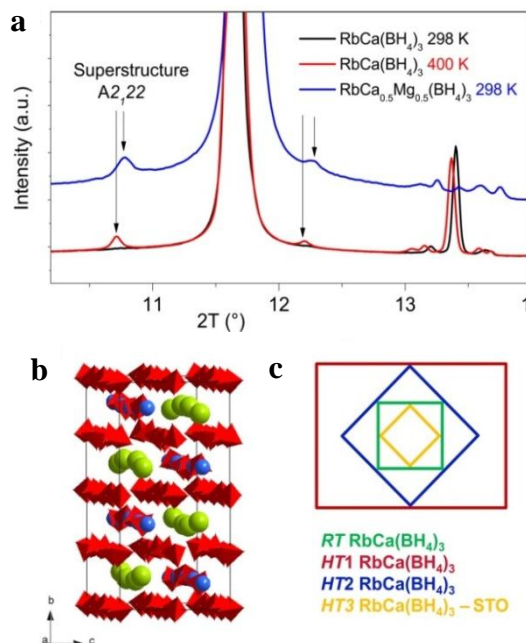 a
RbCa(BH₄)₃ 298 K
RbCa(BH₄)₃ 400 K
RbCa₀.₅Mg₀.₅(BH₄)₃ 298 K
Superstructure
A2₁22
Intensity (a.u.)
11
12
13
1
2T (°)
b
c
b
a
c
RT RbCa(BH₄)₃
HT1 RbCa(BH₄)₃
HT2 RbCa(BH₄)₃
HT3 RbCa(BH₄)₃ – STO